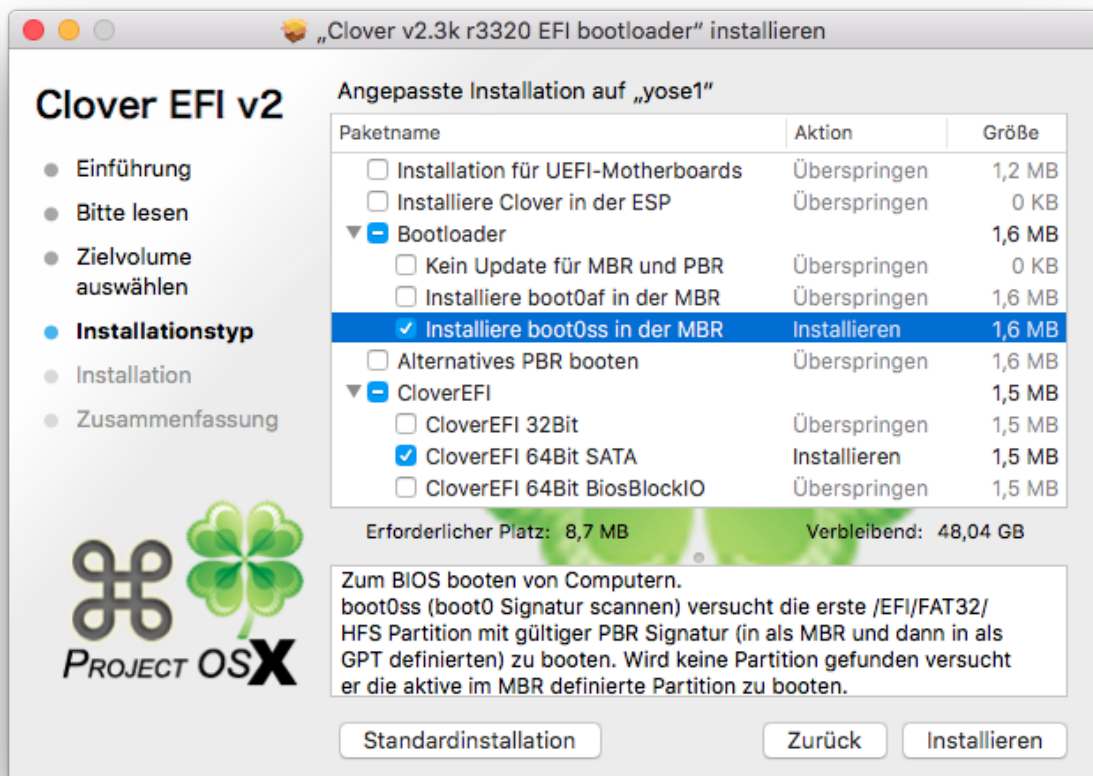 „Clover v2.3k r3320 EFI bootloader“ installieren
Clover EFI v2
Einführung
Bitte lesen
Zielvolume
auswählen
Installationstyp
Installation
Zusammenfassung
PROJECT OSX
Angepasste Installation auf „yose1“
Paketname Aktion Größe
Installation für UEFI-Motherboards Überspringen 1,2 MB
Installiere Clover in der ESP Überspringen 0 KB
Bootloader 1,6 MB
Kein Update für MBR und PBR Überspringen 0 KB
Installiere boot0af in der MBR Überspringen 1,6 MB
Installiere boot0ss in der MBR Installieren 1,6 MB
Alternatives PBR booten Überspringen 1,6 MB
CloverEFI 1,5 MB
CloverEFI 32Bit Überspringen 1,5 MB
CloverEFI 64Bit SATA Installieren 1,5 MB
CloverEFI 64Bit BiosBlockIO Überspringen 1,5 MB
Erforderlicher Platz: 8,7 MB Verbleibend: 48,04 GB
Zum BIOS booten von Computern.
boot0ss (boot0 Signatur scannen) versucht die erste /EFI/FAT32/
HFS Partition mit gültiger PBR Signatur (in als MBR und dann in als
GPT definierten) zu booten. Wird keine Partition gefunden versucht
er die aktive im MBR definierte Partition zu booten.
Standardinstallation Zurück Installieren